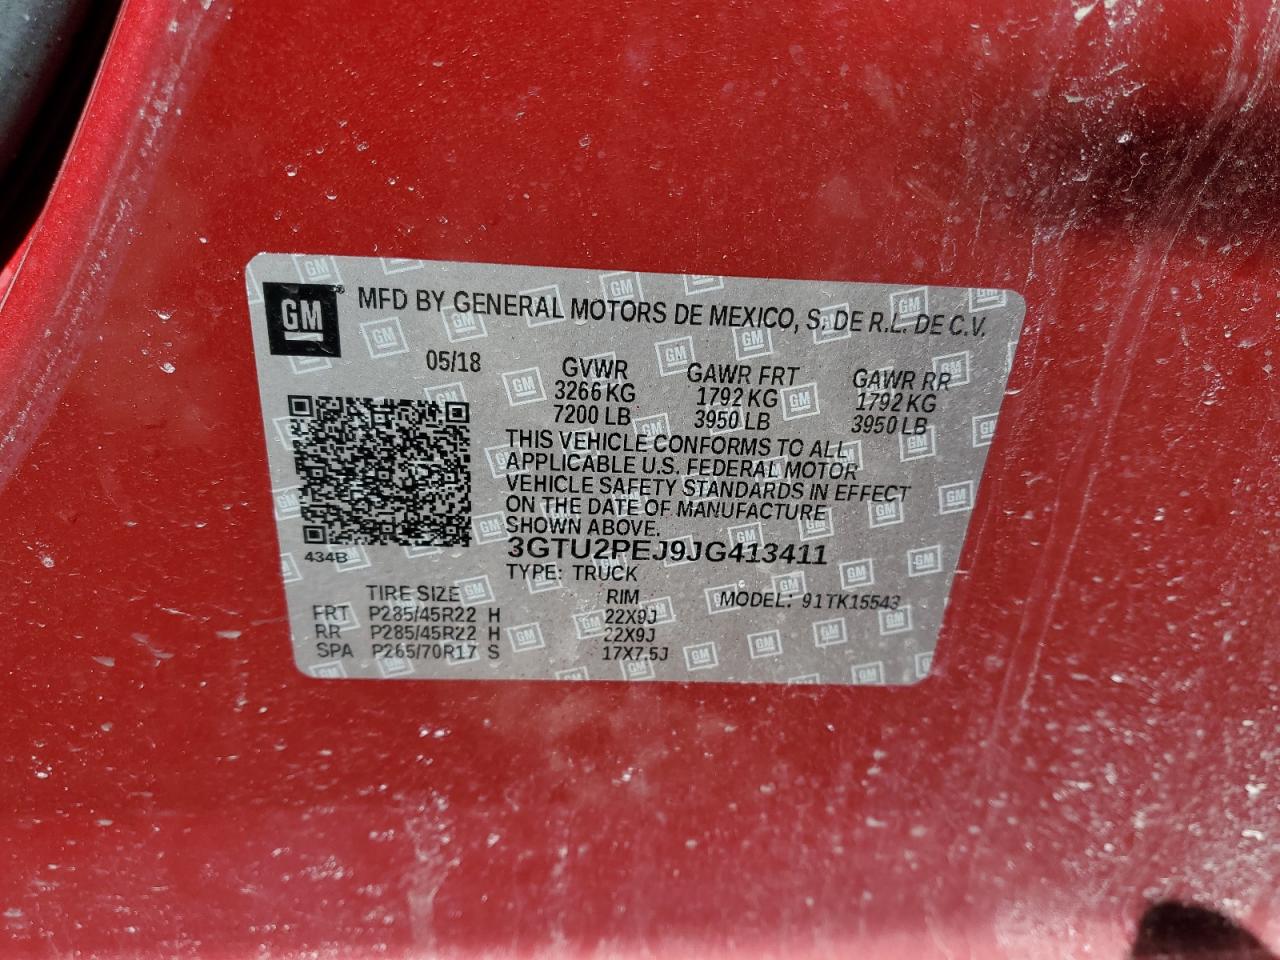 GM
MFD BY GENERAL MOTORS DE MEXICO, S. DE R.L. DE C.V.
05/18 GVWR GAWR FRT GAWR RR
3266 KG 1792 KG 1792 KG
7200 LB 3950 LB 3950 LB
THIS VEHICLE CONFORMS TO ALL
APPLICABLE U.S. FEDERAL MOTOR
VEHICLE SAFETY STANDARDS IN EFFECT
ON THE DATE OF MANUFACTURE
SHOWN ABOVE.
434B
3GTU2PEJ9JG413411
TYPE: TRUCK
TIRE SIZE RIM MODEL: 91TK15543
FRT P285/45R22 H 22X9J
RR P285/45R22 H 22X9J
SPA P265/70R17 S 17X7.5J